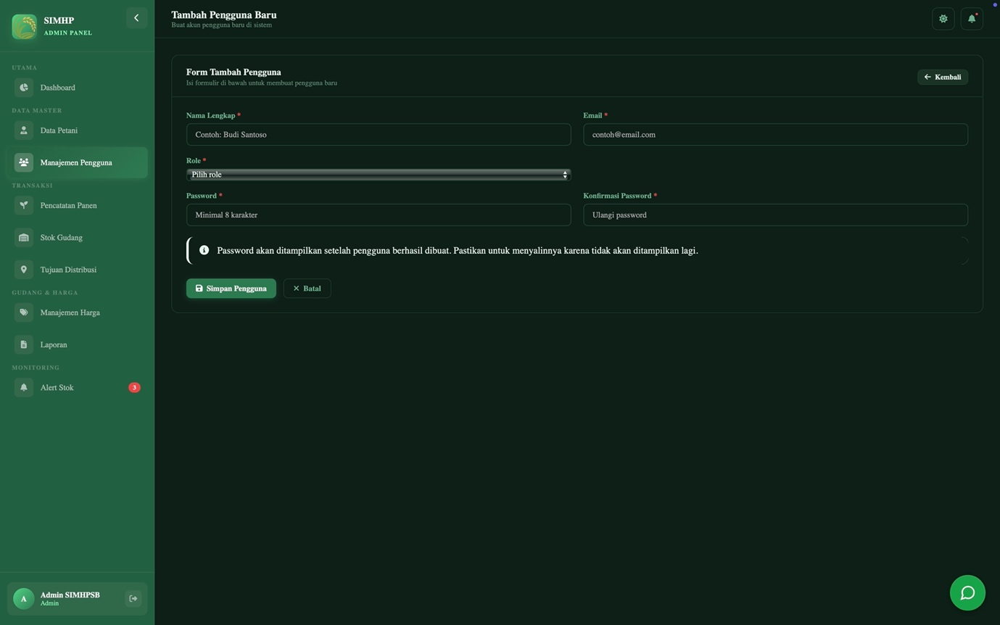 SIMHP
ADMIN PANEL
UTAMA
Dashboard
DATA MASTER
Data Petani
Manajemen Pengguna
TRANSAKSI
Pencatatan Panen
Stok Gudang
Tujuan Distribusi
GUDANG & HARGA
Manajemen Harga
Laporan
MONITORING
Alert Stok 3
A Admin SIMHPSB
Admin
Tambah Pengguna Baru
Buat akun pengguna baru di sistem
Form Tambah Pengguna
Isi formulir di bawah untuk membuat pengguna baru
Kembali
Nama Lengkap *
Contoh: Budi Santoso
Email *
contoh@email.com
Role *
Pilih role
Password *
Minimal 8 karakter
Konfirmasi Password *
Ulangi password
Password akan ditampilkan setelah pengguna berhasil dibuat. Pastikan untuk menyalinnya karena tidak akan ditampilkan lagi.
Simpan Pengguna
Batal